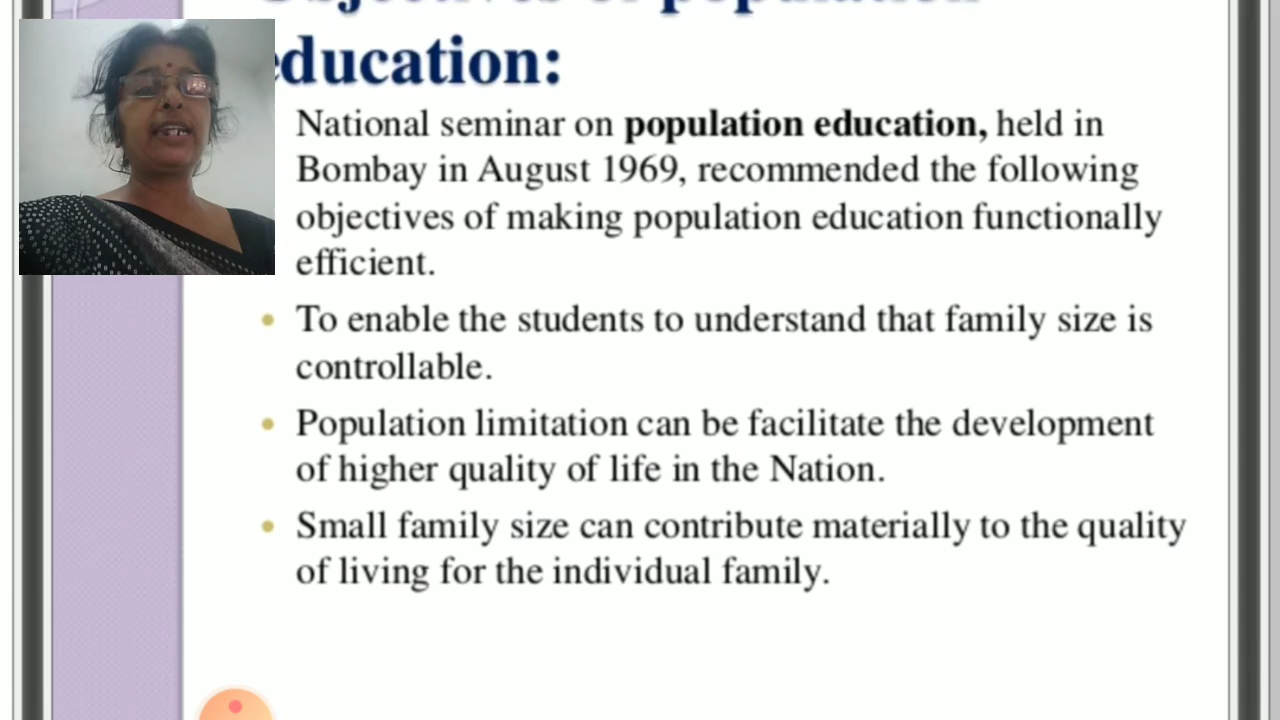 Objectives of population
education:
National seminar on population education, held in
Bombay in August 1969, recommended the following
objectives of making population education functionally
efficient.
To enable the students to understand that family size is
controllable.
Population limitation can be facilitate the development
of higher quality of life in the Nation.
Small family size can contribute materially to the quality
of living for the individual family.